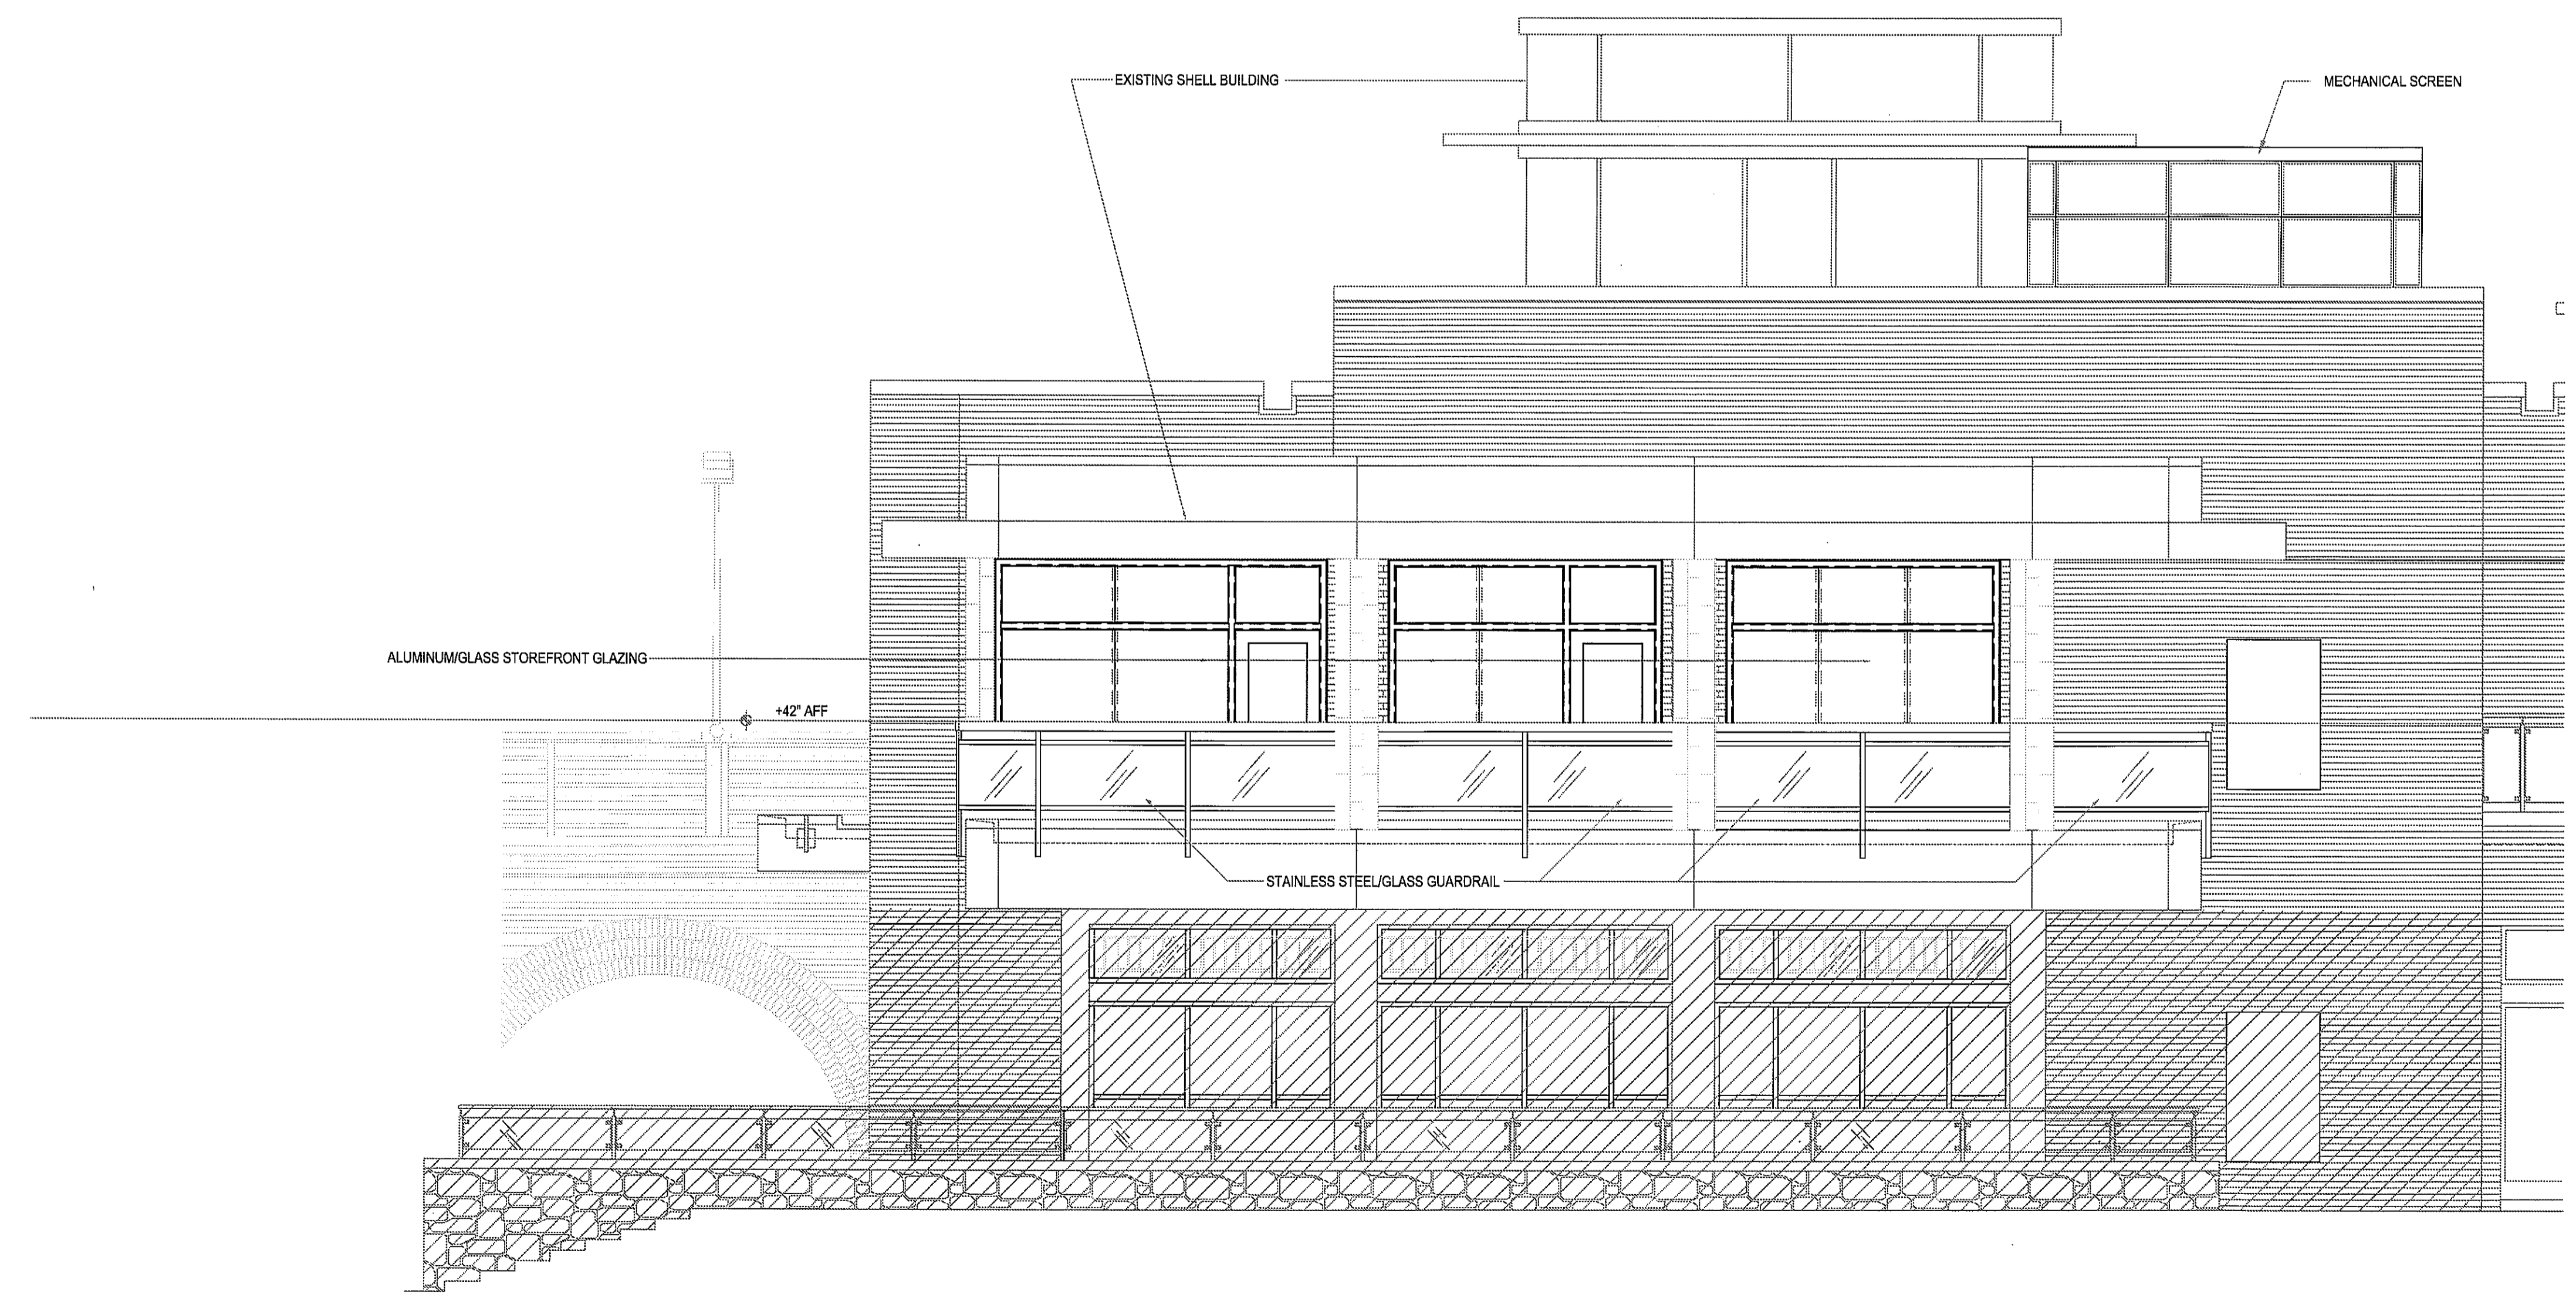 EXISTING SHELL BUILDING
MECHANICAL SCREEN
ALUMINUM/GLASS STOREFRONT GLAZING
+42" AFF
STAINLESS STEEL/GLASS GUARDRAIL